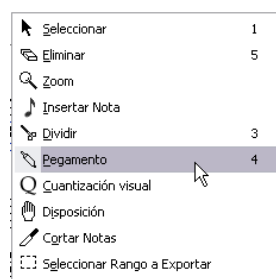 Seleccionar 1
Eliminar 5
Zoom
Insertar Nota
Dividir 3
Pegamento 4
Cuantización visual
Disposición
Cortar Notas
Seleccionar Rango a Exportar